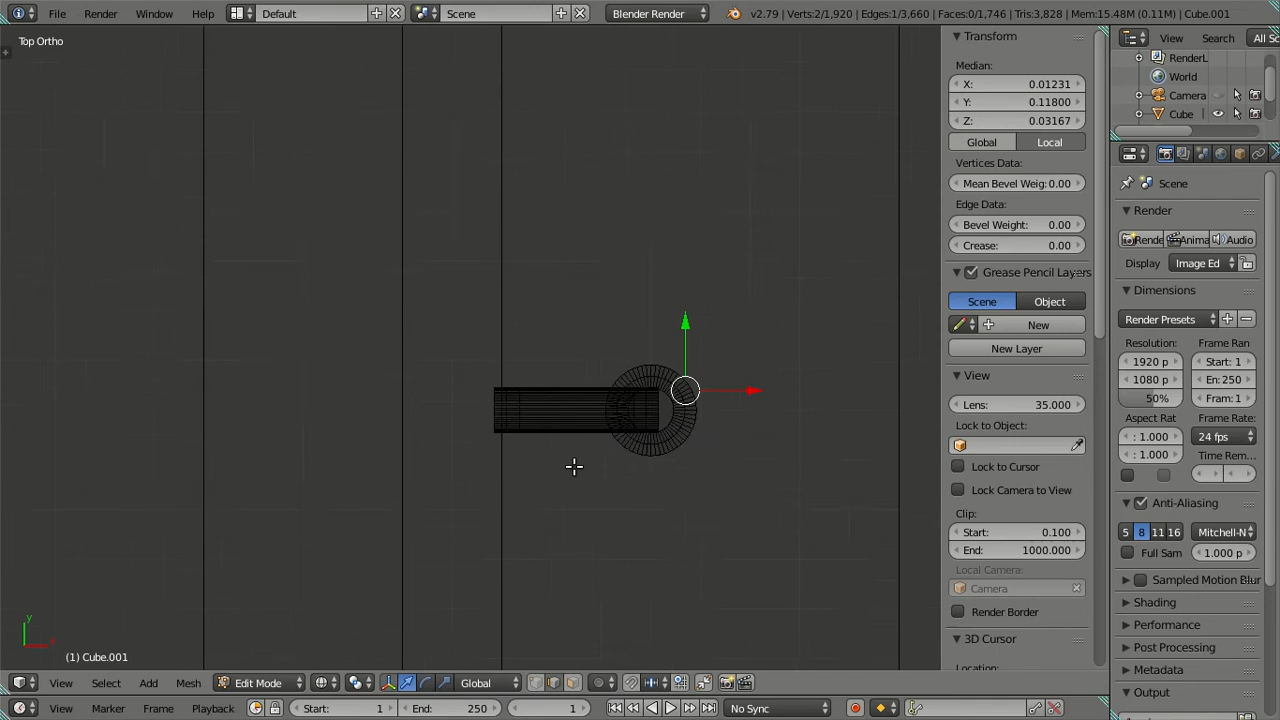 File Render Window Help Default Scene Blender Render v2.79 | Verts:2/1,920 | Edges:1/3,660 | Faces:0/1,746 | Tris:3,828 | Mem:15.48M (0.11M) | Cube.001
Top Ortho
Transform
Median:
X: 0.01231
Y: 0.11800
Z: 0.03167
Global Local
Vertices Data:
Mean Bevel Weig: 0.00
Edge Data:
Bevel Weight: 0.00
Crease: 0.00
Grease Pencil Layers
Scene Object
New
New Layer
View
Lens: 35.000
Lock to Object:
Lock to Cursor
Lock Camera to View
Clip:
Start: 0.100
End: 1000.000
Local Camera:
Camera
Render Border
3D Cursor
Location:
View Search All Sc
RenderL
World
Camera
Cube |
Scene
Render
Rende Anima Audio
Display Image Ed
Dimensions
Render Presets
Resolution: Frame Ran
1920 p Start: 1
1080 p En: 250
50% Fram: 1
Aspect Rat Frame Rate:
: 1.000 24 fps
: 1.000 Time Rem...
Anti-Aliasing
5 8 11 16 Mitchell-N
Full Sam 1.000 p
Sampled Motion Blur
Shading
Performance
Post Processing
Metadata
Output
y
x
(1) Cube.001
View Select Add Mesh Edit Mode Global
View Marker Frame Playback Start: 1 End: 250 1 No Sync